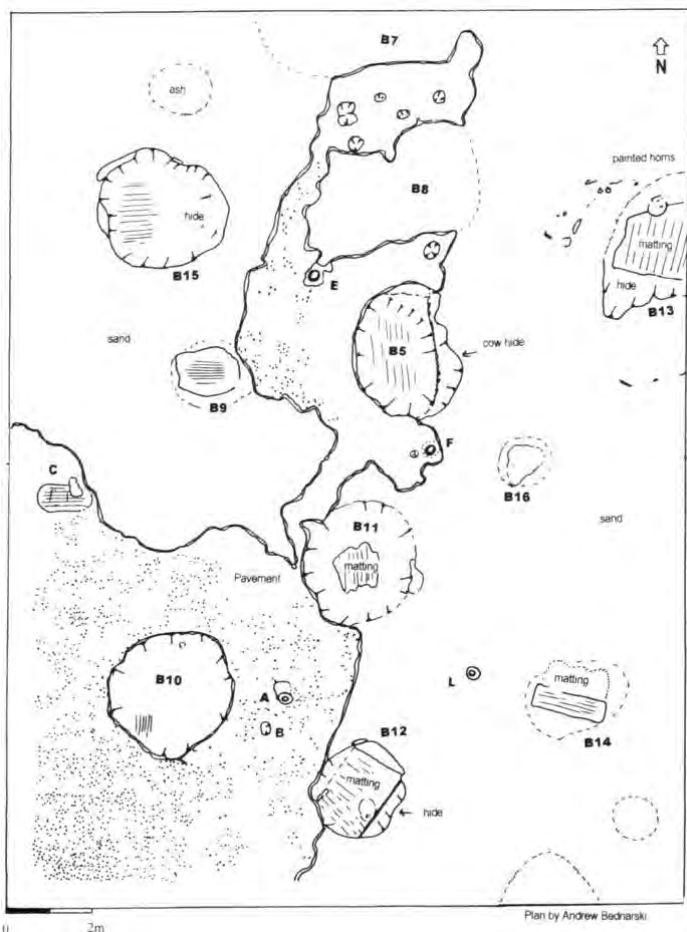 B7
N
ash
painted horns
B8
matting
hide
B15
hide
B13
E
sand
B5
cow hide
B9
F
C
B16
B11
sand
matting
Pavement
B10
L
matting
A
B
B12
B14
matting
hide
0
2m
Plan by Andrew Bednarski